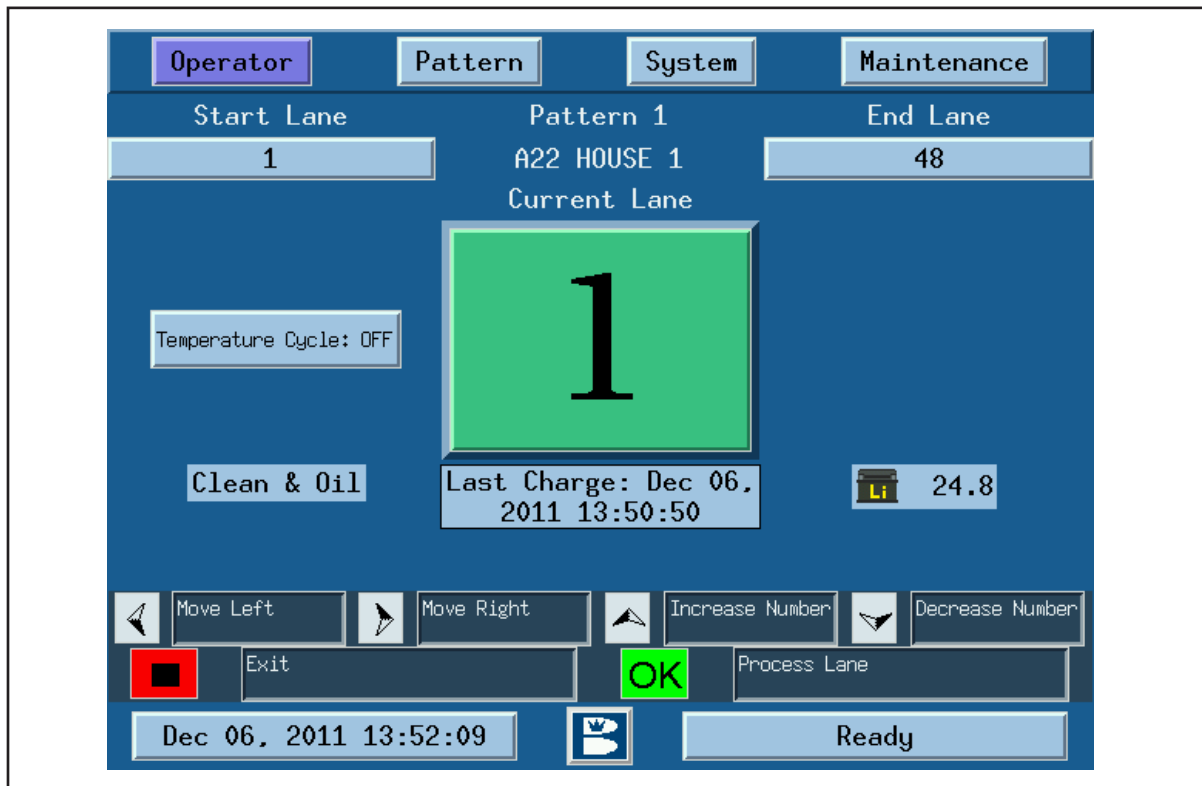 Operator Pattern System Maintenance
Start Lane Pattern 1 End Lane
1 A22 HOUSE 1 48
Current Lane
1
Temperature Cycle: OFF
Clean & Oil
Last Charge: Dec 06,
2011 13:50:50
Li 24.8
Move Left Move Right Increase Number Decrease Number
Exit OK Process Lane
Dec 06, 2011 13:52:09 B Ready